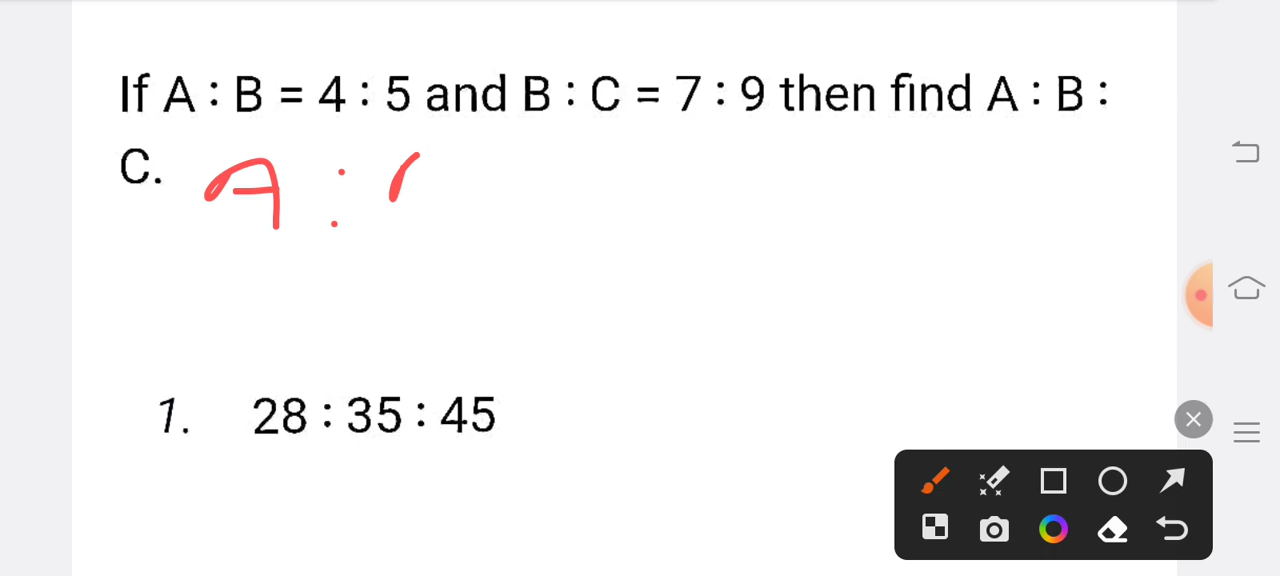 If A : B = 4 : 5 and B : C = 7 : 9 then find A : B :
C.
A :
1. 28 : 35 : 45